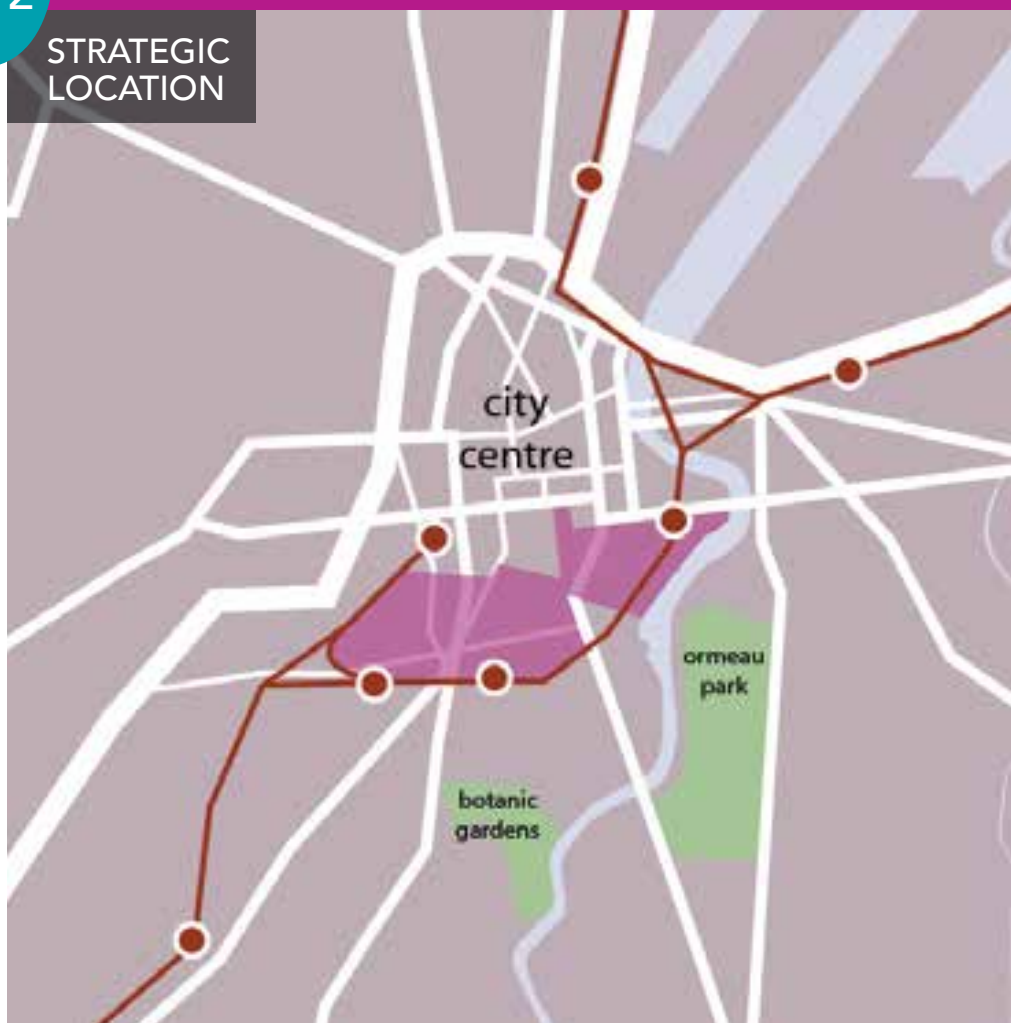 2
STRATEGIC
LOCATION
city
centre
ormeau
park
botanic
gardens